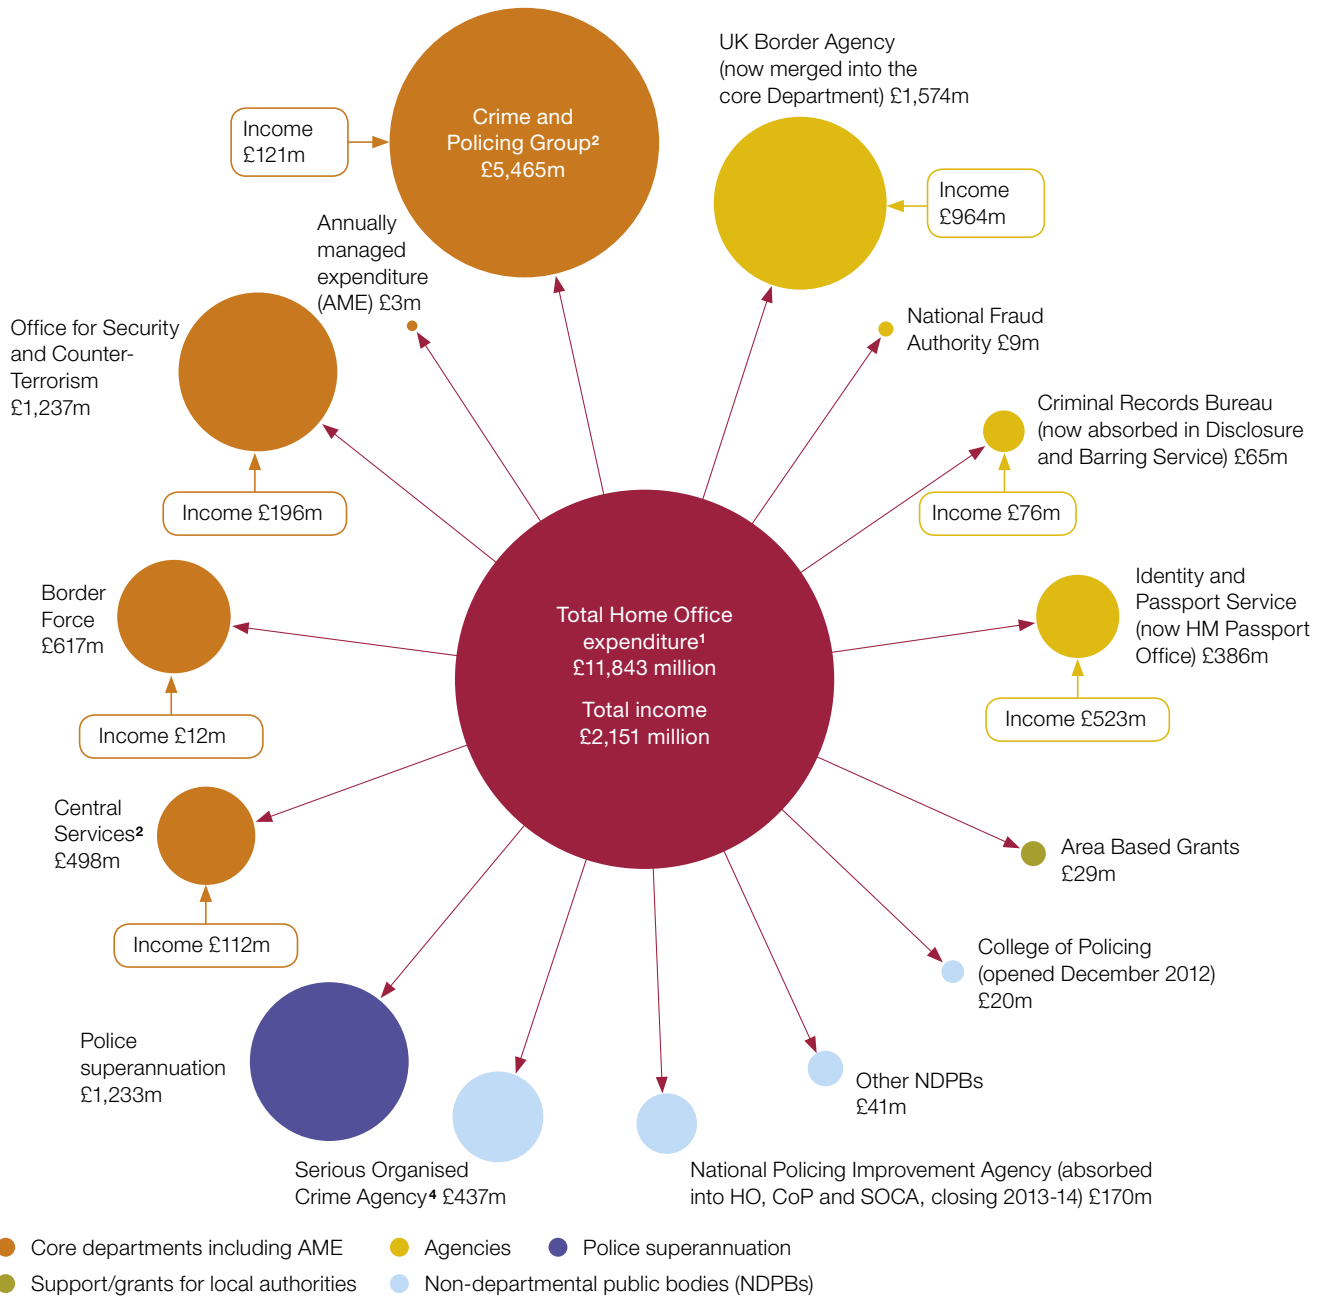 UK Border Agency
(now merged into the
core Department) £1,574m
Crime and
Policing Group²
£5,465m
Income
£121m
Income
£964m
Annually
managed
expenditure
(AME) £3m
National Fraud
Authority £9m
Office for Security
and Counter-
Terrorism
£1,237m
Criminal Records Bureau
(now absorbed in Disclosure
and Barring Service) £65m
Income £196m
Income £76m
Border
Force
£617m
Identity and
Passport Service
(now HM Passport
Office) £386m
Total Home Office
expenditure¹
£11,843 million
Total income
£2,151 million
Income £12m
Income £523m
Central
Services²
£498m
Area Based Grants
£29m
Income £112m
College of Policing
(opened December 2012)
£20m
Police
superannuation
£1,233m
Other NDPBs
£41m
Serious Organised
Crime Agency⁴ £437m
National Policing Improvement Agency (absorbed
into HO, CoP and SOCA, closing 2013-14) £170m
Core departments including AME
Agencies
Police superannuation
Support/grants for local authorities
Non-departmental public bodies (NDPBs)